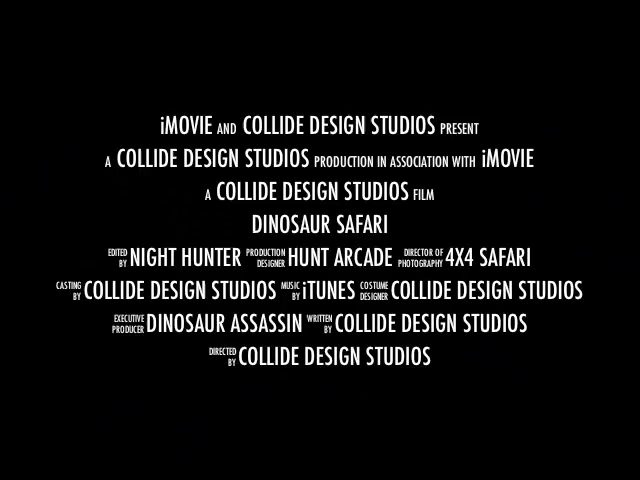 iMOVIE AND COLLIDE DESIGN STUDIOS PRESENT
A COLLIDE DESIGN STUDIOS PRODUCTION IN ASSOCIATION WITH iMOVIE
A COLLIDE DESIGN STUDIOS FILM
DINOSAUR SAFARI
EDITED BY NIGHT HUNTER PRODUCTION DESIGNER HUNT ARCADE DIRECTOR OF PHOTOGRAPHY 4X4 SAFARI
CASTING BY COLLIDE DESIGN STUDIOS MUSIC BY iTUNES COSTUME DESIGNER COLLIDE DESIGN STUDIOS
EXECUTIVE PRODUCER DINOSAUR ASSASSIN WRITTEN BY COLLIDE DESIGN STUDIOS
DIRECTED BY COLLIDE DESIGN STUDIOS